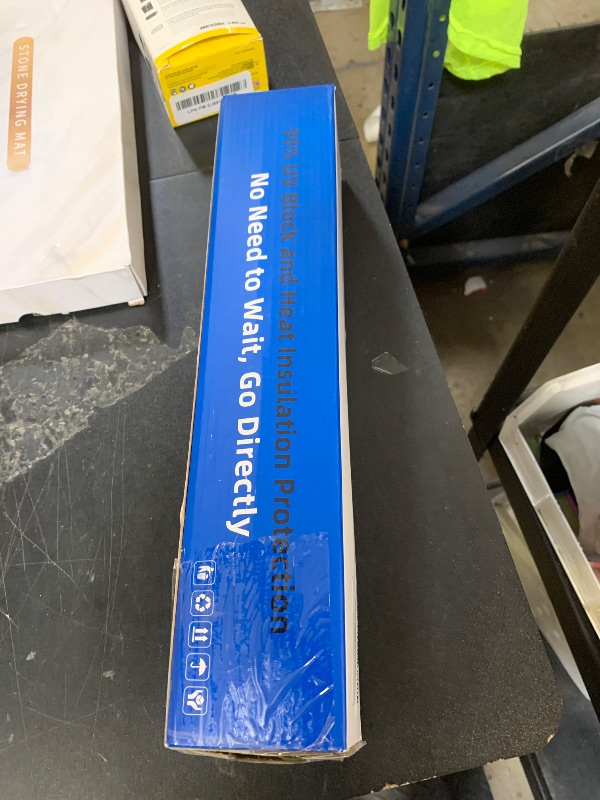 STONE DRYING MAT
99% UV Block and Heat Insulation Protection
No Need to Wait, Go Directly